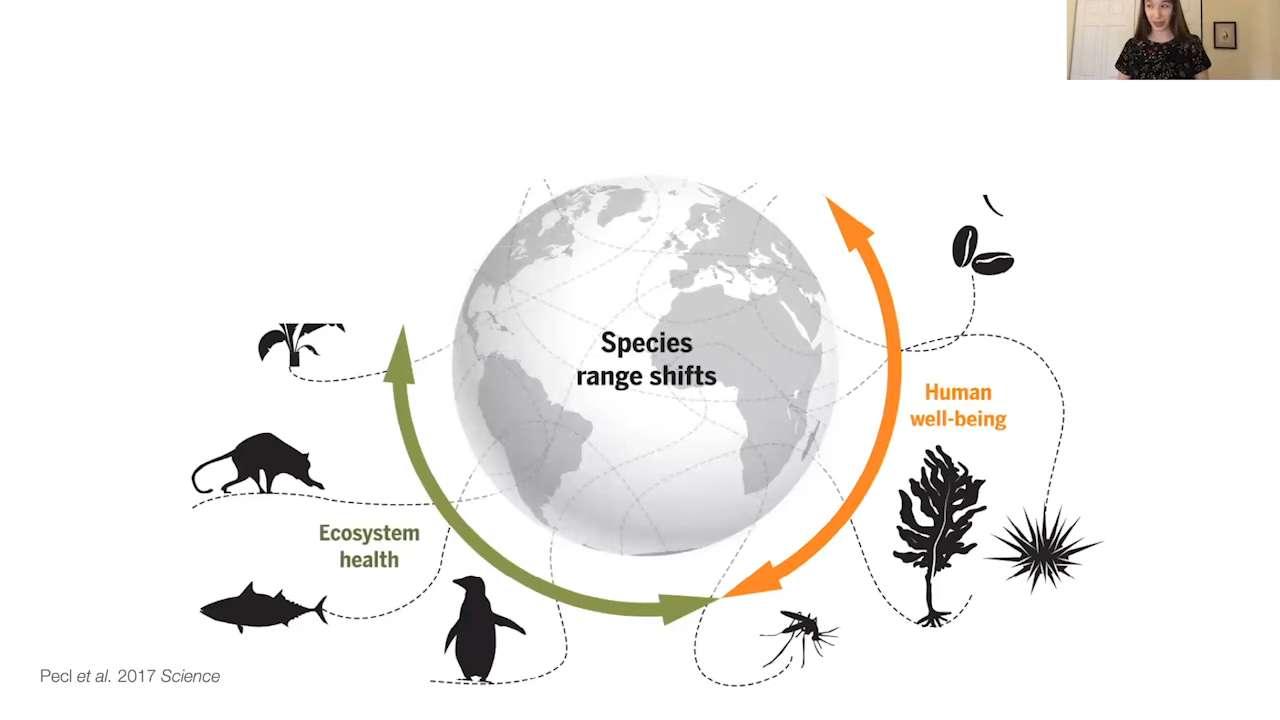 Species
range shifts
Human
well-being
Ecosystem
health
Pecl et al. 2017 Science